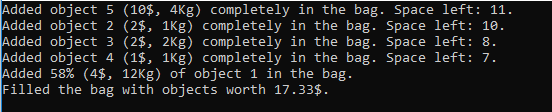 Added object 5 (10$, 4Kg) completely in the bag. Space left: 11.
Added object 2 (2$, 1Kg) completely in the bag. Space left: 10.
Added object 3 (2$, 2Kg) completely in the bag. Space left: 8.
Added object 4 (1$, 1Kg) completely in the bag. Space left: 7.
Added 58% (4$, 12Kg) of object 1 in the bag.
Filled the bag with objects worth 17.33$.